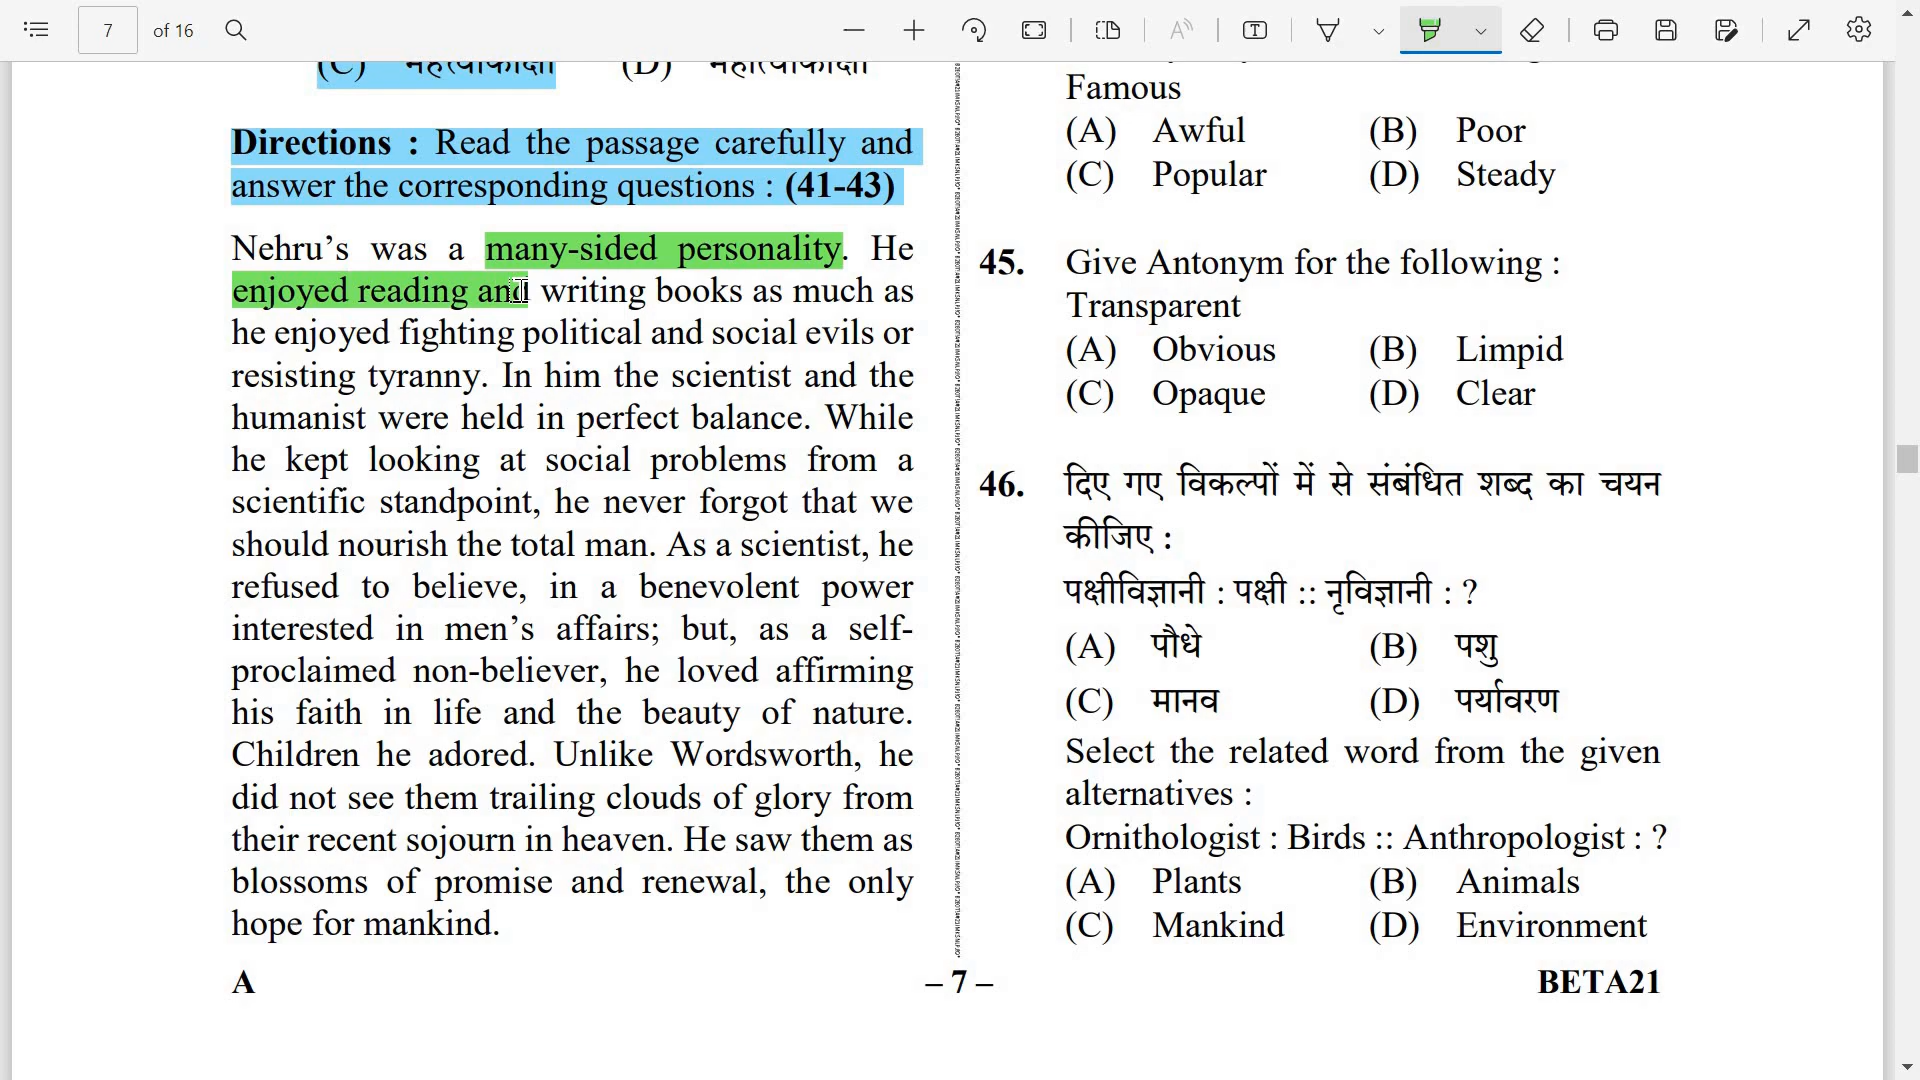 7 of 16
(C) महत्वाकांक्षा (D) महात्वाकांक्षा
Directions : Read the passage carefully and
answer the corresponding questions : (41-43)
Nehru's was a many-sided personality. He
enjoyed reading and writing books as much as
he enjoyed fighting political and social evils or
resisting tyranny. In him the scientist and the
humanist were held in perfect balance. While
he kept looking at social problems from a
scientific standpoint, he never forgot that we
should nourish the total man. As a scientist, he
refused to believe, in a benevolent power
interested in men's affairs; but, as a self-
proclaimed non-believer, he loved affirming
his faith in life and the beauty of nature.
Children he adored. Unlike Wordsworth, he
did not see them trailing clouds of glory from
their recent sojourn in heaven. He saw them as
blossoms of promise and renewal, the only
hope for mankind.
Famous
(A) Awful (B) Poor
(C) Popular (D) Steady
45. Give Antonym for the following :
Transparent
(A) Obvious (B) Limpid
(C) Opaque (D) Clear
46. दिए गए विकल्पों में से संबंधित शब्द का चयन
कीजिए :
पक्षीविज्ञानी : पक्षी :: नृविज्ञानी : ?
(A) पौधे (B) पशु
(C) मानव (D) पर्यावरण
Select the related word from the given
alternatives :
Ornithologist : Birds :: Anthropologist : ?
(A) Plants (B) Animals
(C) Mankind (D) Environment
A – 7 – BETA21